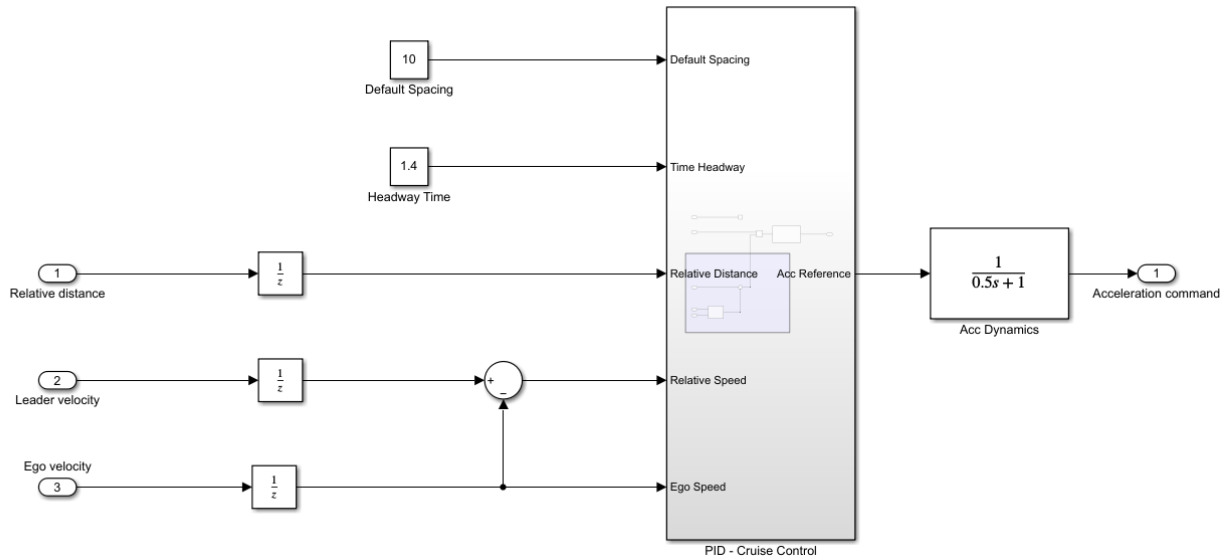 10
Default Spacing
Default Spacing
1.4
Headway Time
Time Headway
1
Relative distance
1
z
Relative Distance
Acc Reference
1
0.5s + 1
Acc Dynamics
1
Acceleration command
2
Leader velocity
1
z
+
−
Relative Speed
Ego velocity
3
1
z
Ego Speed
PID - Cruise Control